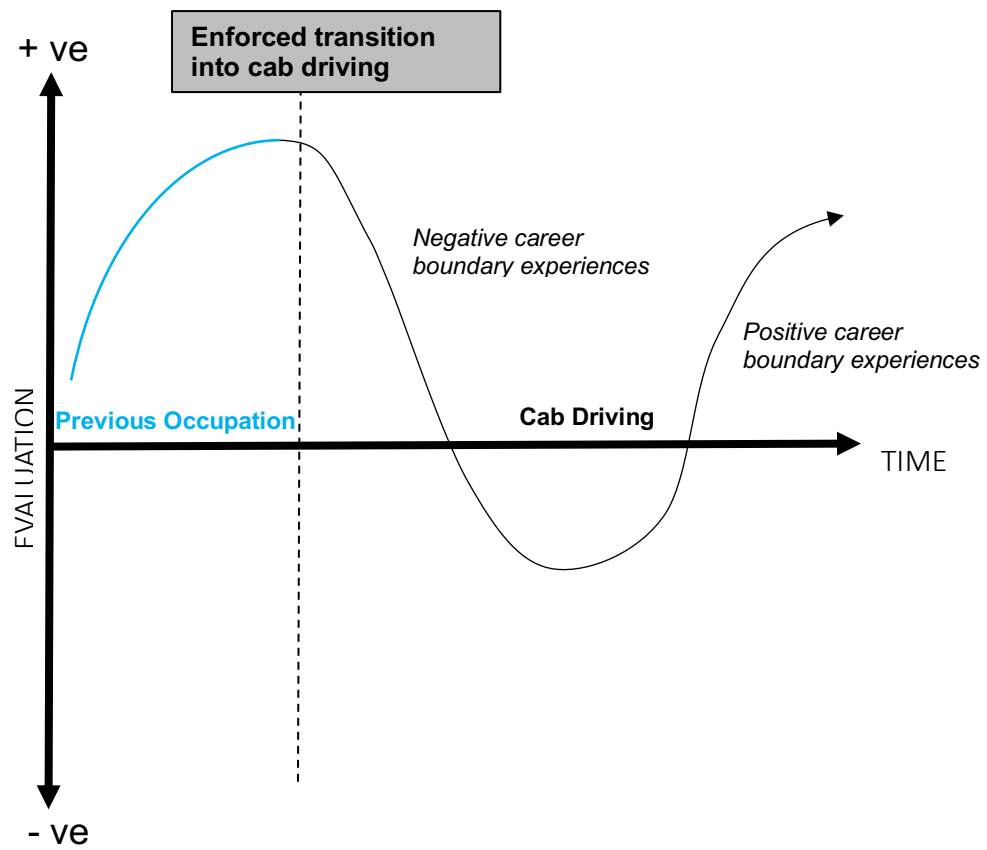 Enforced transition
into cab driving
+ ve
Negative career
boundary experiences
Positive career
boundary experiences
Previous Occupation
Cab Driving
TIME
EVALUATION
- ve